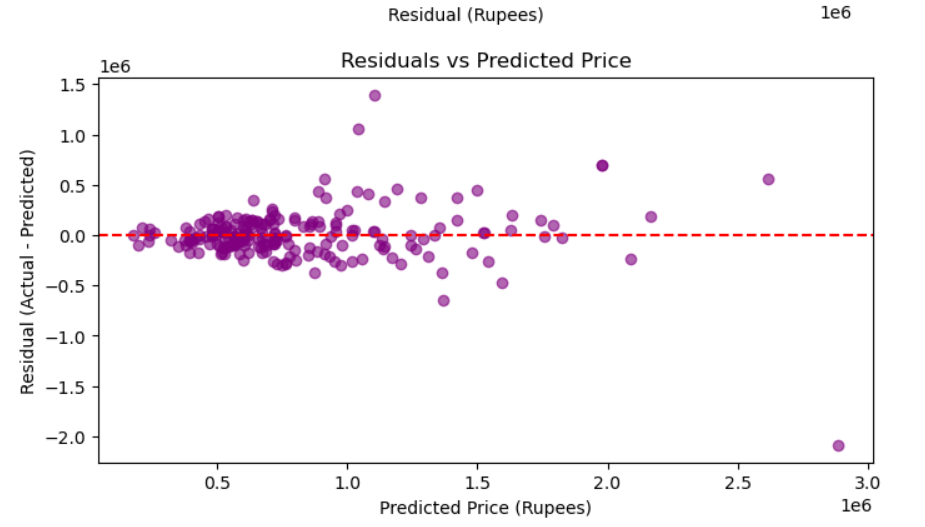 Residual (Rupees)
1e6
Residuals vs Predicted Price
1e6
1.5
1.0
0.5
0.0
−0.5
−1.0
−1.5
−2.0
Residual (Actual - Predicted)
0.5
1.0
1.5
2.0
2.5
3.0
Predicted Price (Rupees)
1e6